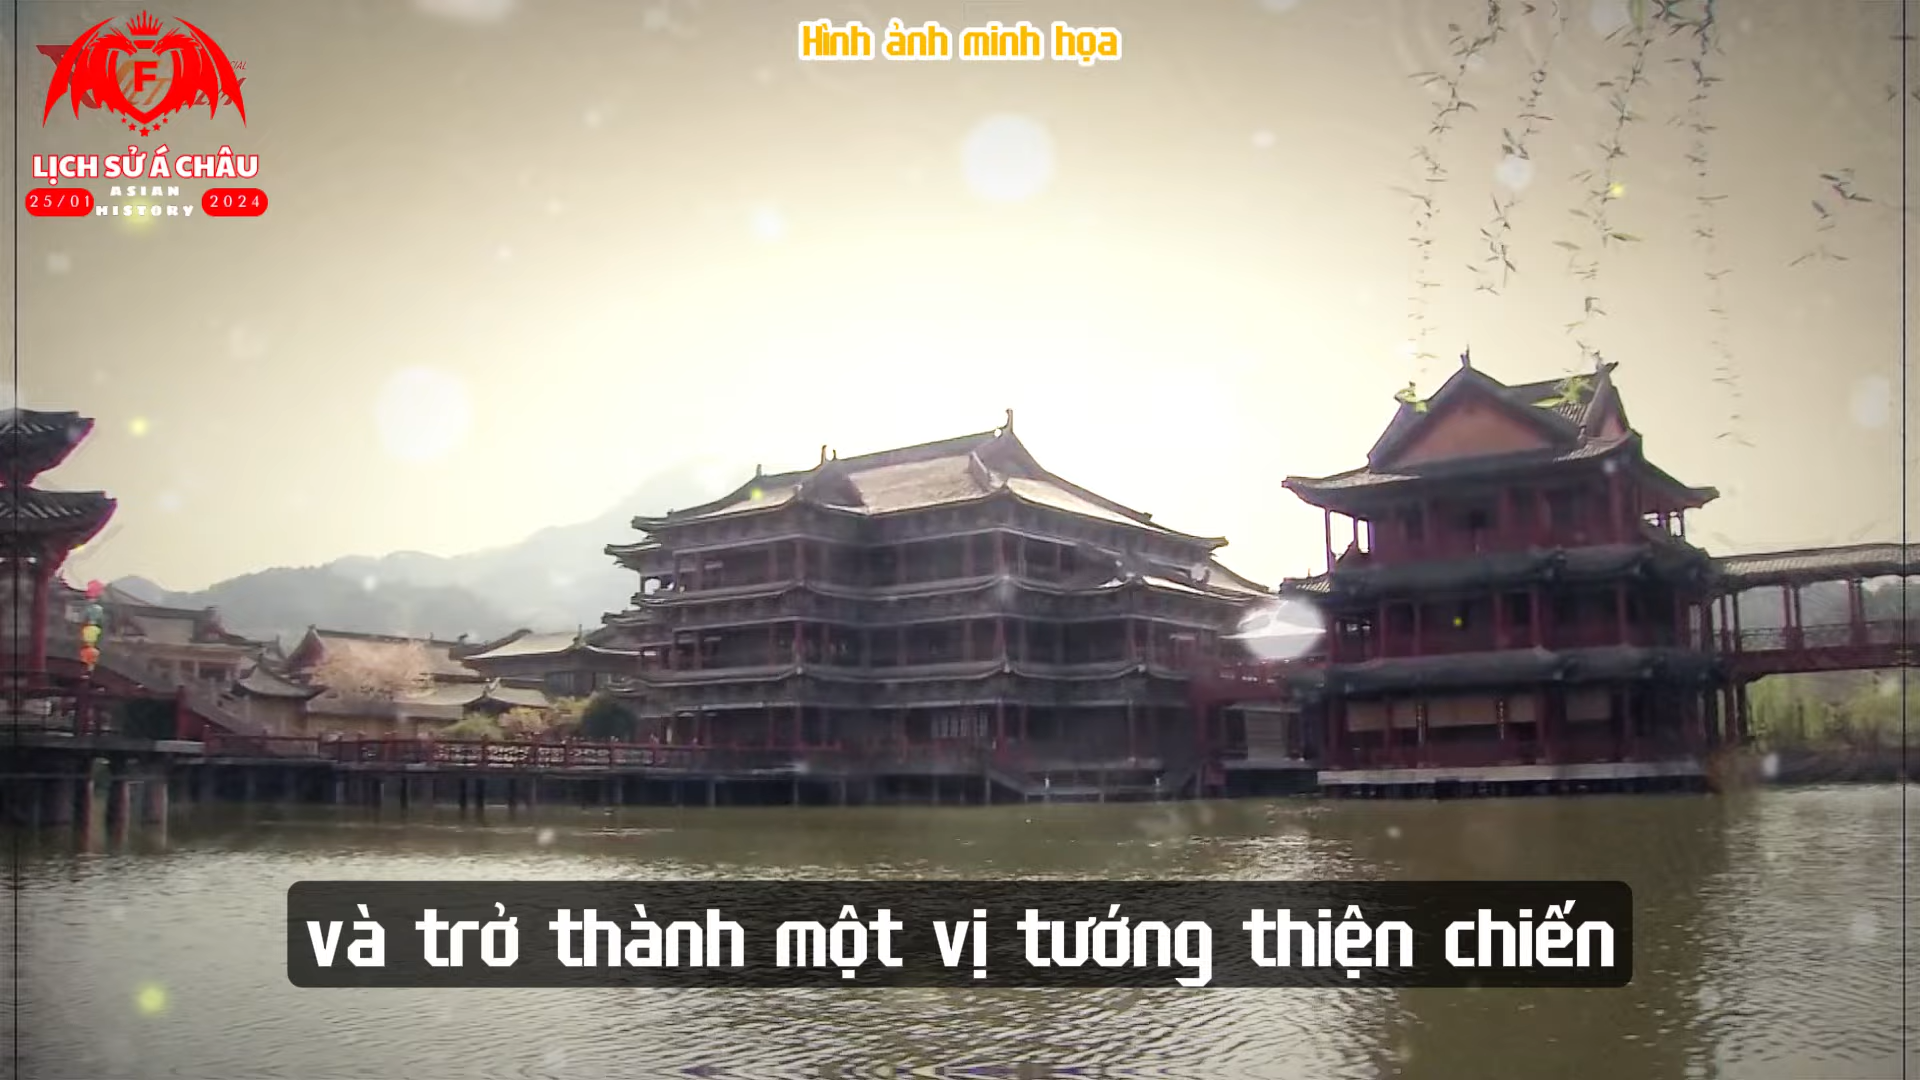 Hình ảnh minh họa
F
LỊCH SỬ Á CHÂU
ASIAN
HISTORY
25/01
2024
và trở thành một vị tướng thiện chiến